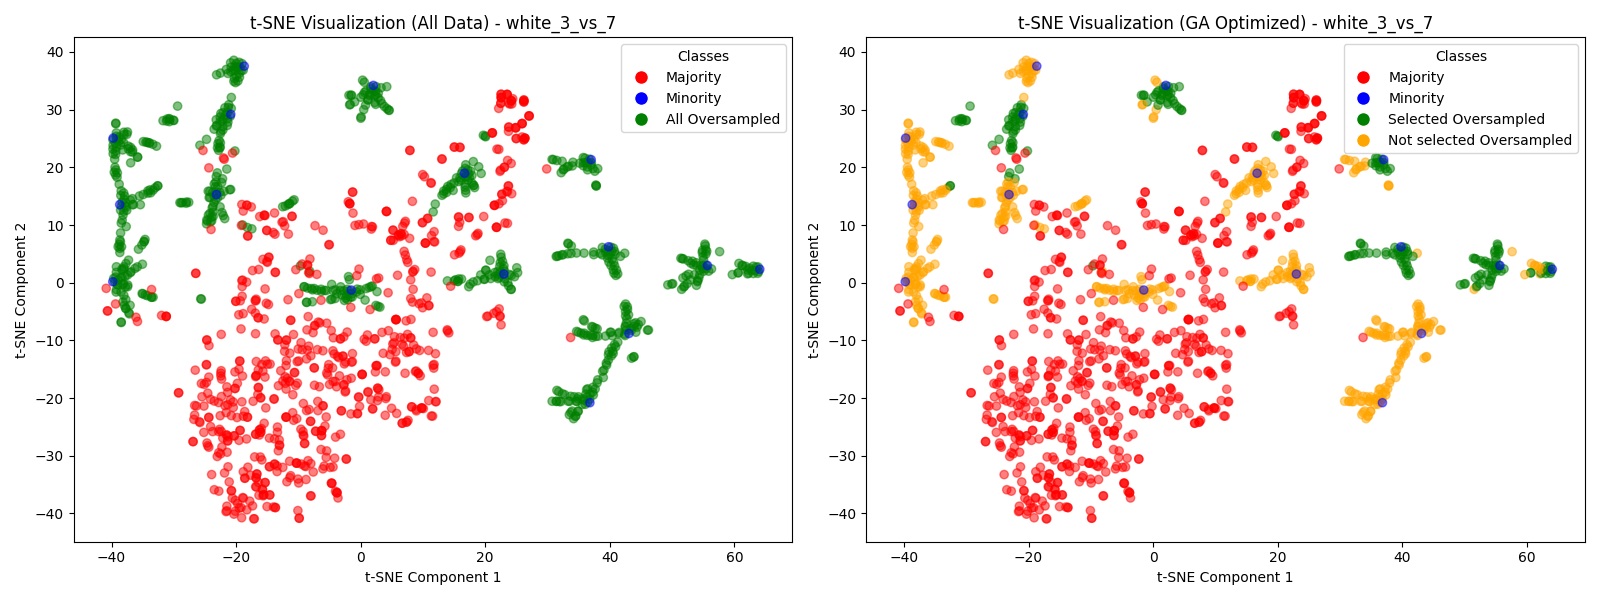 t-SNE Visualization (All Data) - white_3_vs_7
Classes
Majority
Minority
All Oversampled
40
30
20
10
0
−10
−20
−30
−40
t-SNE Component 2
−40
−20
0
20
40
60
t-SNE Component 1
t-SNE Visualization (GA Optimized) - white_3_vs_7
Classes
Majority
Minority
Selected Oversampled
Not selected Oversampled
40
30
20
10
0
−10
−20
−30
−40
t-SNE Component 2
−40
−20
0
20
40
60
t-SNE Component 1